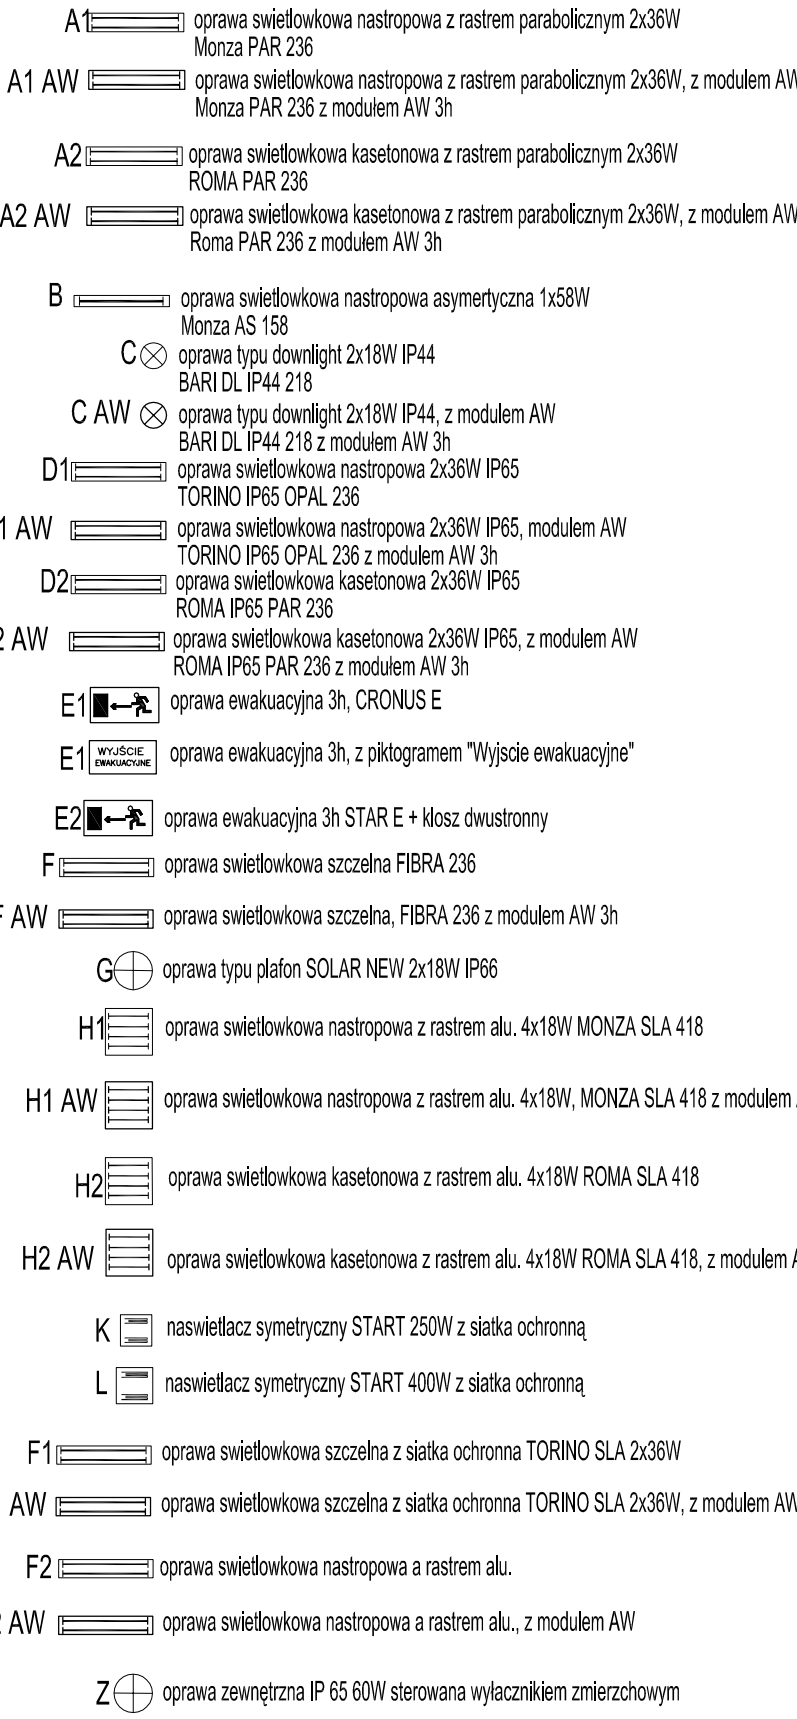 A1 oprawa swietlowkowa nastropowa z rastrem parabolicznym 2x36W
Monza PAR 236
A1 AW oprawa swietlowkowa nastropowa z rastrem parabolicznym 2x36W, z modulem AW
Monza PAR 236 z modułem AW 3h
A2 oprawa swietlowkowa kasetonowa z rastrem parabolicznym 2x36W
ROMA PAR 236
A2 AW oprawa swietlowkowa kasetonowa z rastrem parabolicznym 2x36W, z modulem AW
Roma PAR 236 z modułem AW 3h
B oprawa swietlowkowa nastropowa asymertyczna 1x58W
Monza AS 158
C oprawa typu downlight 2x18W IP44
BARI DL IP44 218
C AW oprawa typu downlight 2x18W IP44, z modulem AW
BARI DL IP44 218 z modułem AW 3h
D1 oprawa swietlowkowa nastropowa 2x36W IP65
TORINO IP65 OPAL 236
1 AW oprawa swietlowkowa nastropowa 2x36W IP65, modulem AW
TORINO IP65 OPAL 236 z modulem AW 3h
D2 oprawa swietlowkowa kasetonowa 2x36W IP65
ROMA IP65 PAR 236
2 AW oprawa swietlowkowa kasetonowa 2x36W IP65, z modulem AW
ROMA IP65 PAR 236 z modułem AW 3h
E1 oprawa ewakuacyjna 3h, CRONUS E
E1 WYJŚCIE EWAKUACYJNE oprawa ewakuacyjna 3h, z piktogramem "Wyjscie ewakuacyjne"
E2 oprawa ewakuacyjna 3h STAR E + klosz dwustronny
F oprawa swietlowkowa szczelna FIBRA 236
F AW oprawa swietlowkowa szczelna, FIBRA 236 z modulem AW 3h
G oprawa typu plafon SOLAR NEW 2x18W IP66
H1 oprawa swietlowkowa nastropowa z rastrem alu. 4x18W MONZA SLA 418
H1 AW oprawa swietlowkowa nastropowa z rastrem alu. 4x18W, MONZA SLA 418 z modulem
H2 oprawa swietlowkowa kasetonowa z rastrem alu. 4x18W ROMA SLA 418
H2 AW oprawa swietlowkowa kasetonowa z rastrem alu. 4x18W ROMA SLA 418, z modulem A
K naswietlacz symetryczny START 250W z siatka ochronną
L naswietlacz symetryczny START 400W z siatka ochronną
F1 oprawa swietlowkowa szczelna z siatka ochronna TORINO SLA 2x36W
AW oprawa swietlowkowa szczelna z siatka ochronna TORINO SLA 2x36W, z modulem AW
F2 oprawa swietlowkowa nastropowa a rastrem alu.
2 AW oprawa swietlowkowa nastropowa a rastrem alu., z modulem AW
Z oprawa zewnętrzna IP 65 60W sterowana wyłacznikiem zmierzchowym